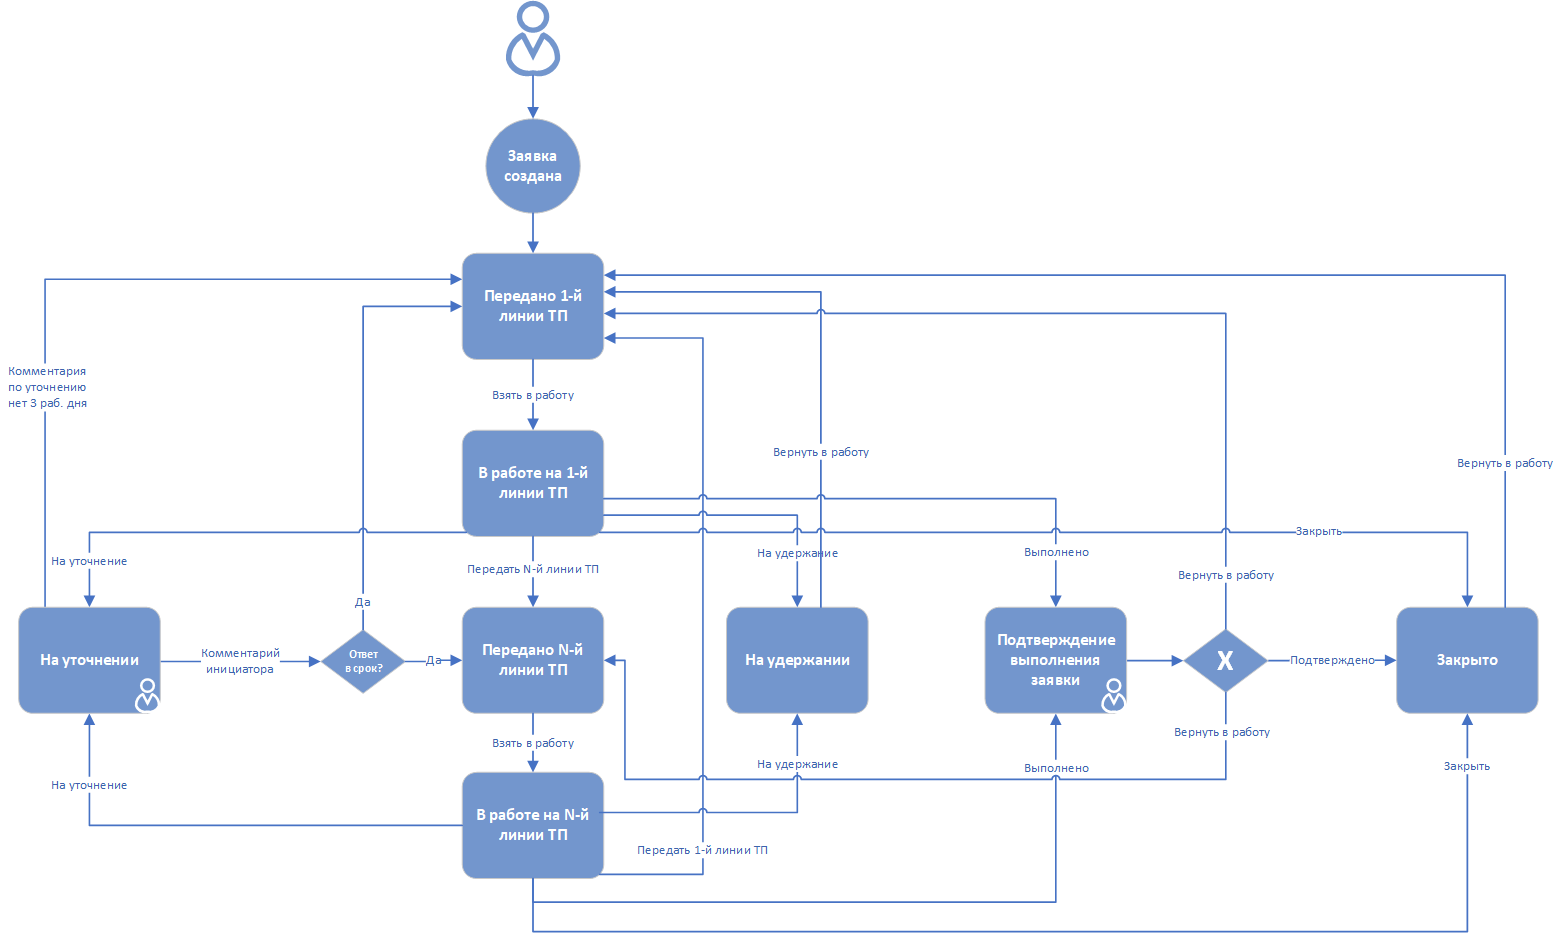 Заявка
создана
Передано 1-й
линии ТП
Комментария
по уточнению
нет 3 раб. дня
Взять в работу
Вернуть в работу
Вернуть в работу
В работе на 1-й
линии ТП
Закрыть
На уточнение
Передать N-й линии ТП
На удержание
Выполнено
Вернуть в работу
Да
На уточнении
Комментарий
инициатора
Ответ
в срок?
Да
Передано N-й
линии ТП
На удержании
Подтверждение
выполнения
заявки
X
Подтверждено
Закрыто
Взять в работу
Вернуть в работу
На уточнение
На удержание
Выполнено
Закрыть
В работе на N-й
линии ТП
Передать 1-й линии ТП